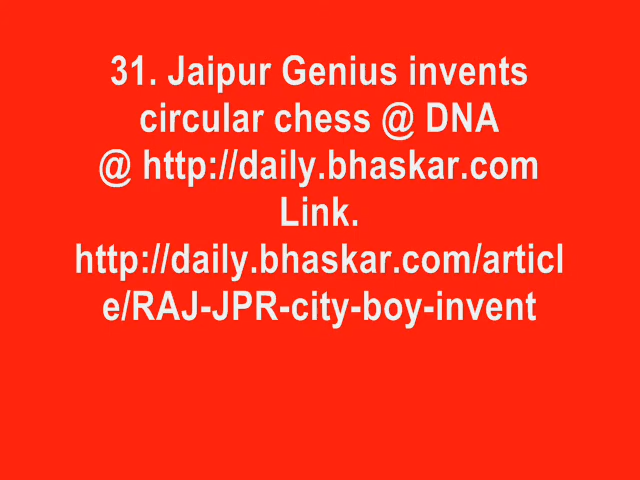 31. Jaipur Genius invents
circular chess @ DNA
@ http://daily.bhaskar.com
Link.
http://daily.bhaskar.com/articl
e/RAJ-JPR-city-boy-invent